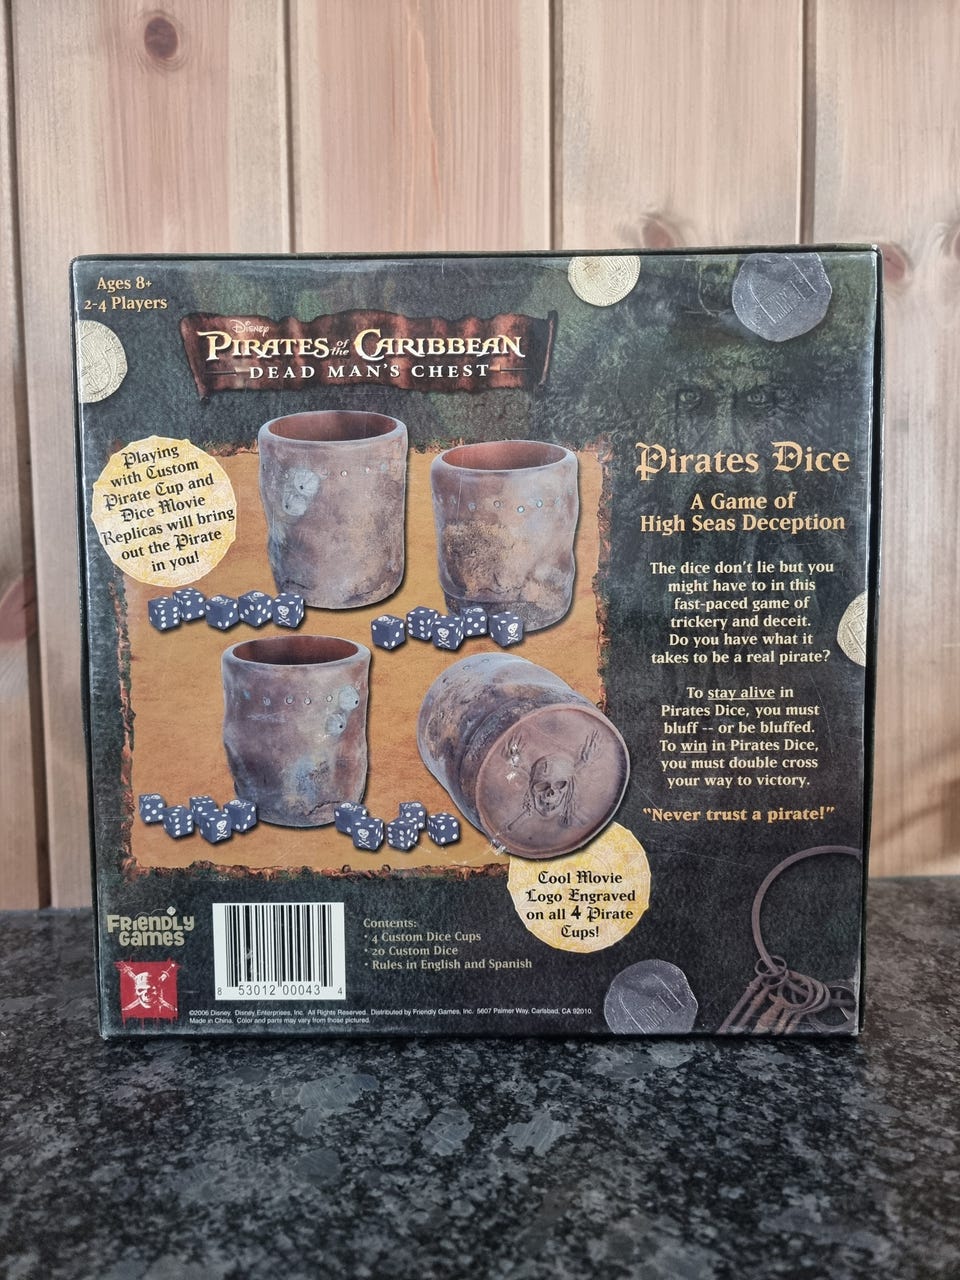 Ages 8+
2-4 Players
Disney
PIRATES of the CARIBBEAN
DEAD MAN'S CHEST
Playing
with Custom
Pirate Cup and
Dice Movie
Replicas will bring
out the Pirate
in you!
Pirates Dice
A Game of
High Seas Deception
The dice don't lie but you
might have to in this
fast-paced game of
trickery and deceit.
Do you have what it
takes to be a real pirate?
To stay alive in
Pirates Dice, you must
bluff -- or be bluffed.
To win in Pirates Dice,
you must double cross
your way to victory.
"Never trust a pirate!"
Cool Movie
Logo Engraved
on all 4 Pirate
Cups!
FRiENDLY
GAMES
8 53012 00043 4
Contents:
• 4 Custom Dice Cups
• 20 Custom Dice
• Rules in English and Spanish
©2006 Disney. Disney Enterprises, Inc. All Rights Reserved. Distributed by Friendly Games, Inc. 5607 Palmer Way, Carlsbad, CA 92010.
Made in China. Color and parts may vary from those pictured.